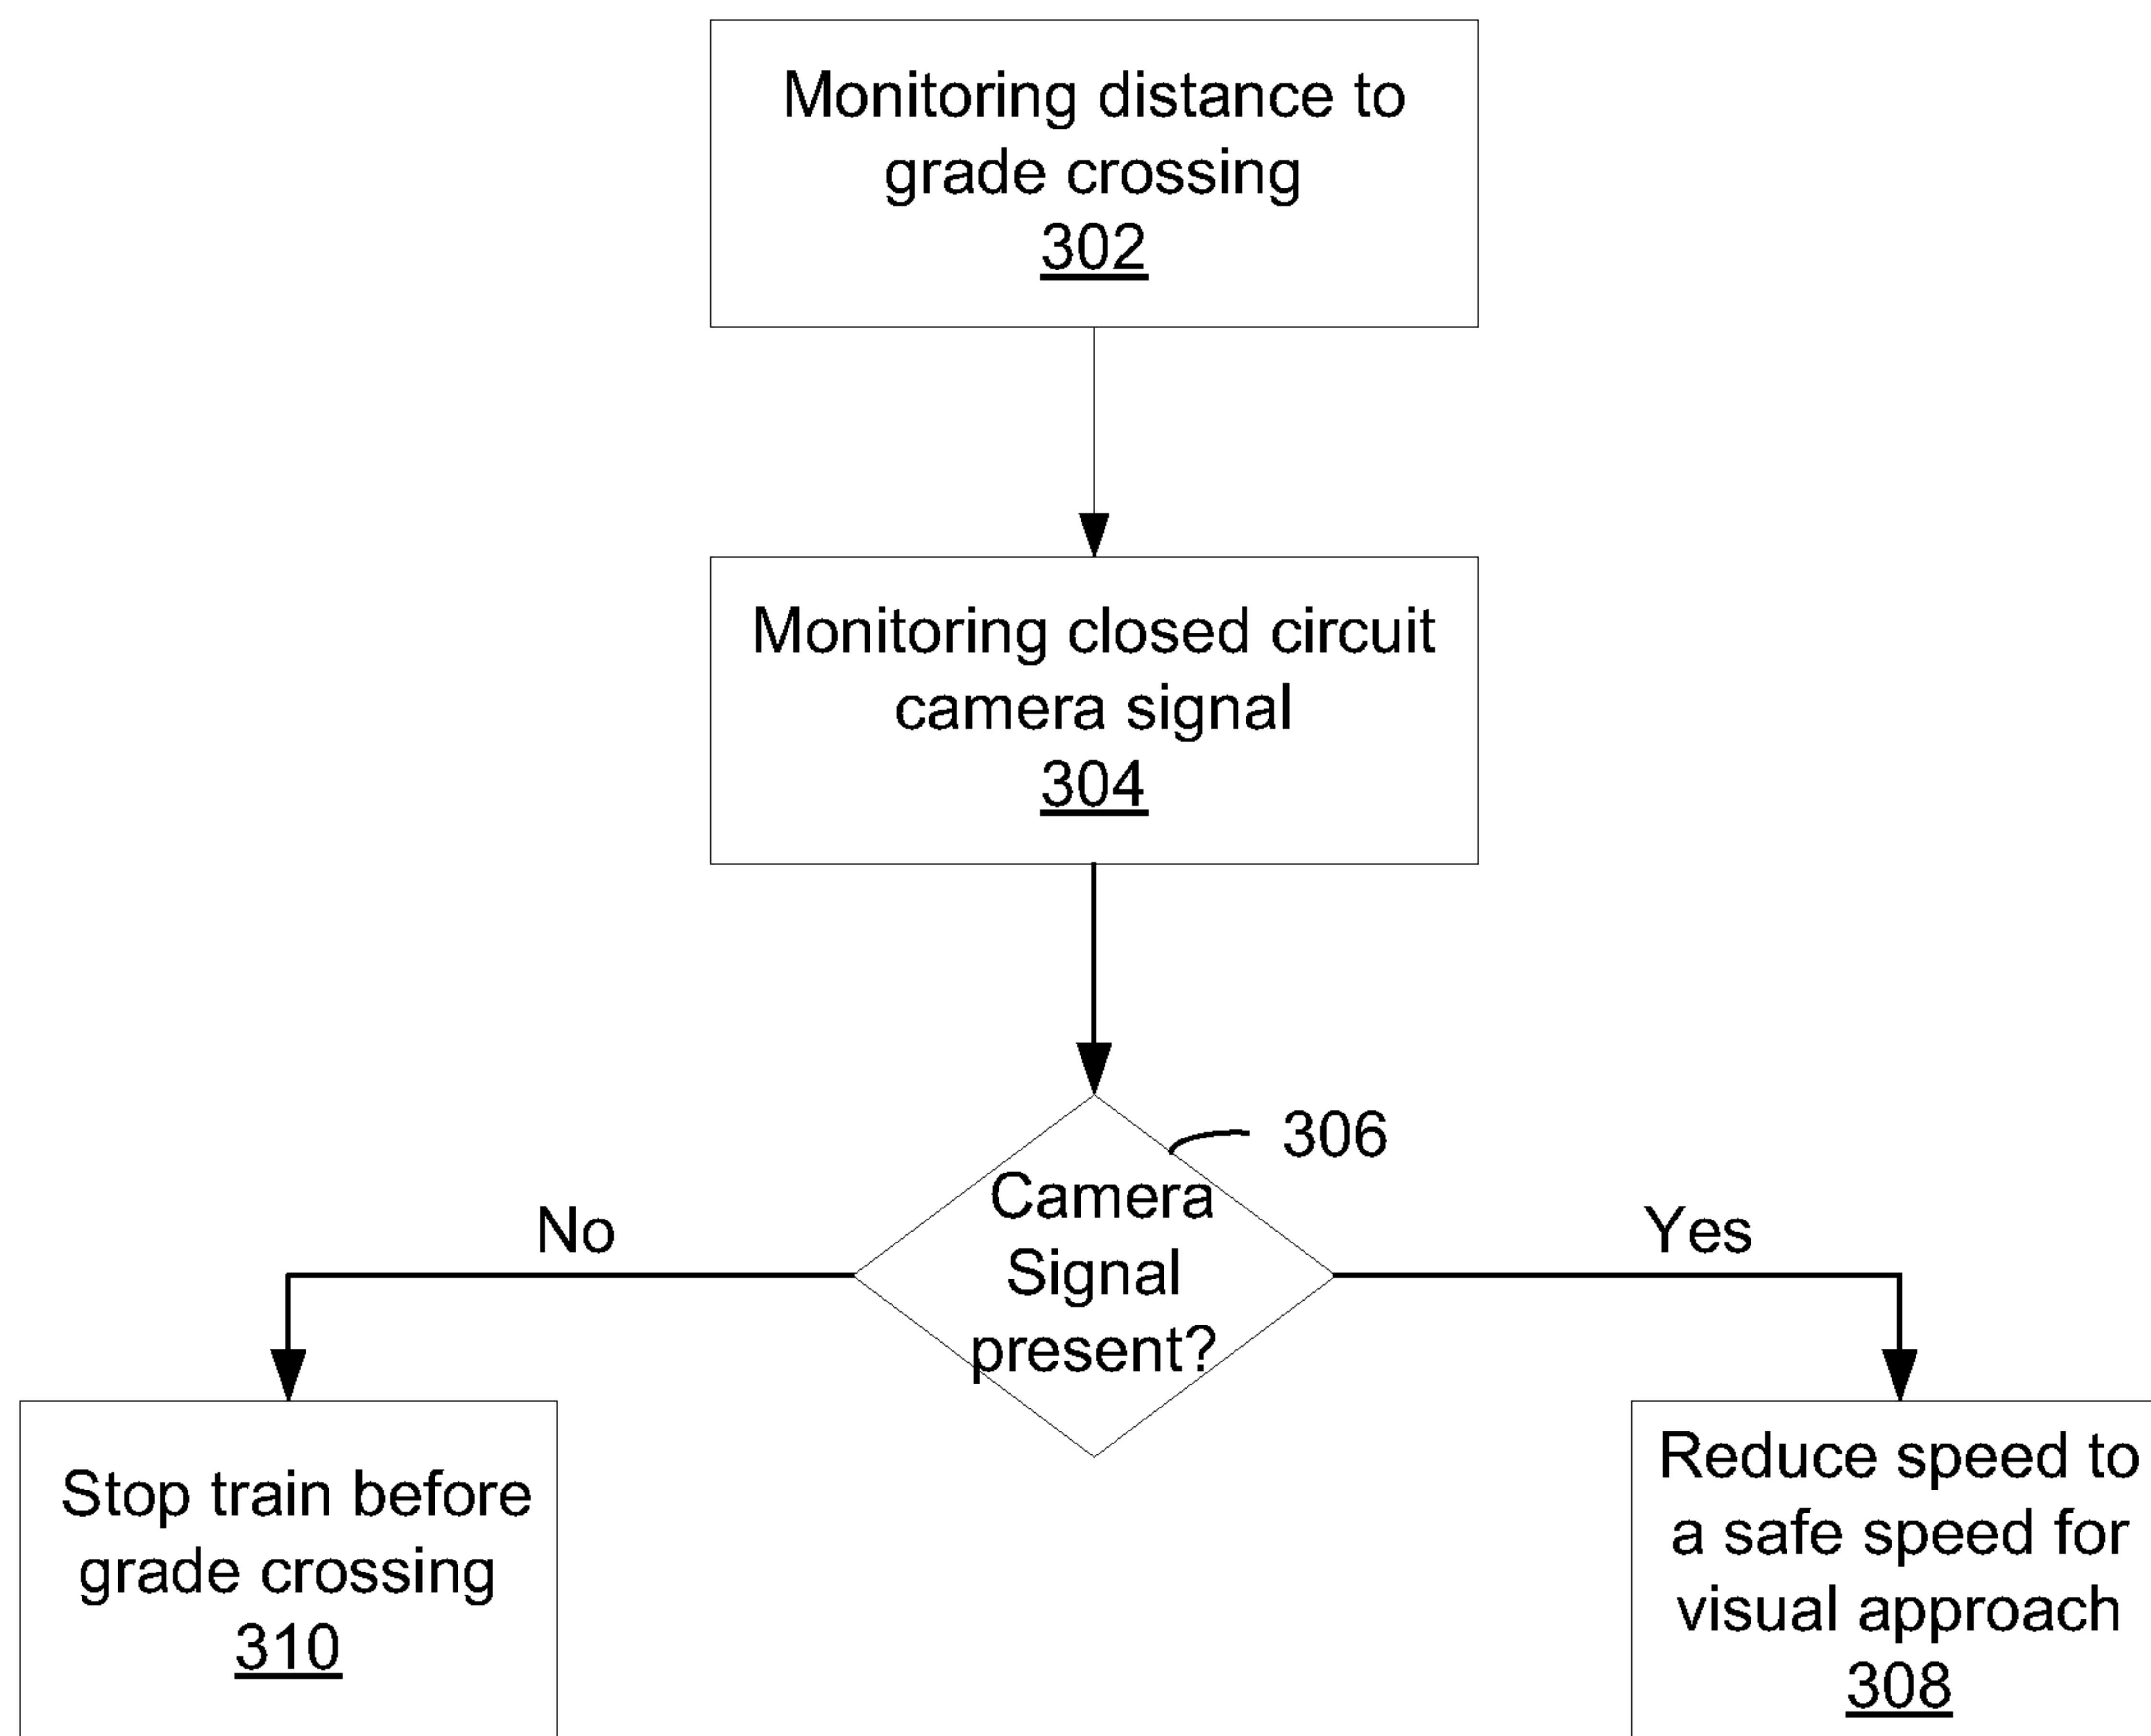 Monitoring distance to
grade crossing
302
Monitoring closed circuit
camera signal
304
306
Camera
Signal
present?
No
Yes
Stop train before
grade crossing
310
Reduce speed to
a safe speed for
visual approach
308